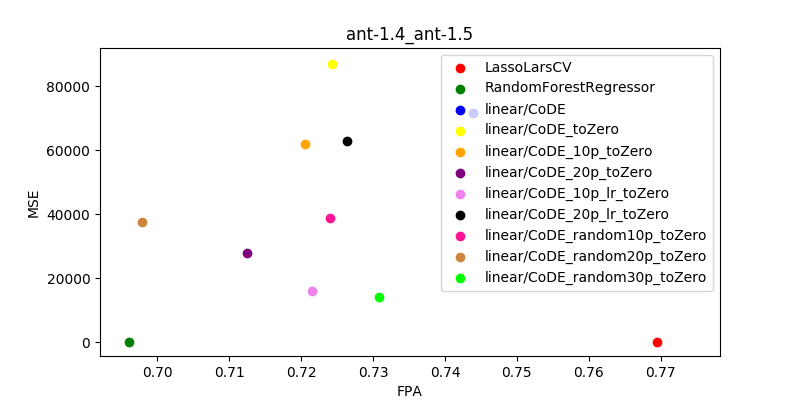 ant-1.4_ant-1.5
MSE
80000
60000
40000
20000
0
LassoLarsCV
RandomForestRegressor
linear/CoDE
linear/CoDE_toZero
linear/CoDE_10p_toZero
linear/CoDE_20p_toZero
linear/CoDE_10p_lr_toZero
linear/CoDE_20p_lr_toZero
linear/CoDE_random10p_toZero
linear/CoDE_random20p_toZero
linear/CoDE_random30p_toZero
0.70 0.71 0.72 0.73 0.74 0.75 0.76 0.77
FPA